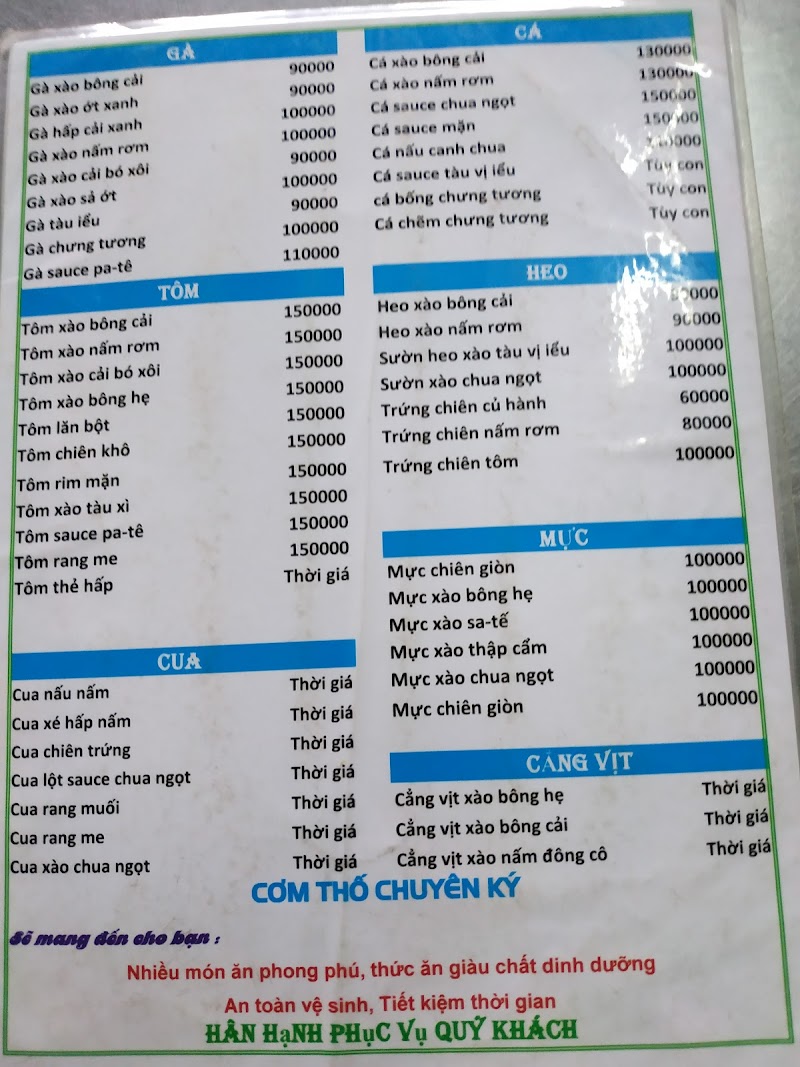 GÀ
Gà xào bông cải 90000
Gà xào ớt xanh 90000
Gà hấp cải xanh 100000
Gà xào nấm rơm 100000
Gà xào cải bó xôi 90000
Gà xào sả ớt 100000
Gà tàu iểu 90000
Gà chưng tương 100000
Gà sauce pa-tê 110000
TÔM
Tôm xào bông cải 150000
Tôm xào nấm rơm 150000
Tôm xào cải bó xôi 150000
Tôm xào bông hẹ 150000
Tôm lăn bột 150000
Tôm chiên khô 150000
Tôm rim mặn 150000
Tôm xào tàu xì 150000
Tôm sauce pa-tê 150000
Tôm rang me 150000
Tôm thẻ hấp Thời giá
CUA
Cua nấu nấm Thời giá
Cua xé hấp nấm Thời giá
Cua chiên trứng Thời giá
Cua lột sauce chua ngọt Thời giá
Cua rang muối Thời giá
Cua rang me Thời giá
Cua xào chua ngọt Thời giá
CÁ
Cá xào bông cải 130000
Cá xào nấm rơm 130000
Cá sauce chua ngọt 150000
Cá sauce mặn 150000
Cá nấu canh chua
Cá sauce tàu vị iểu Tùy con
cá bống chưng tương Tùy con
Cá chẽm chưng tương Tùy con
HEO
Heo xào bông cải
Heo xào nấm rơm 90000
Sườn heo xào tàu vị iểu 100000
Sườn xào chua ngọt 100000
Trứng chiên củ hành 60000
Trứng chiên nấm rơm 80000
Trứng chiên tôm 100000
MỰC
Mực chiên giòn 100000
Mực xào bông hẹ 100000
Mực xào sa-tế 100000
Mực xào thập cẩm 100000
Mực xào chua ngọt 100000
Mực chiên giòn 100000
CẲNG VỊT
Cẳng vịt xào bông hẹ Thời giá
Cẳng vịt xào bông cải Thời giá
Cẳng vịt xào nấm đông cô Thời giá
CƠM THỐ CHUYÊN KÝ
Sẽ mang đến cho bạn :
Nhiều món ăn phong phú, thức ăn giàu chất dinh dưỡng
An toàn vệ sinh, Tiết kiệm thời gian
HÂN HẠNH PHỤC VỤ QUÝ KHÁCH